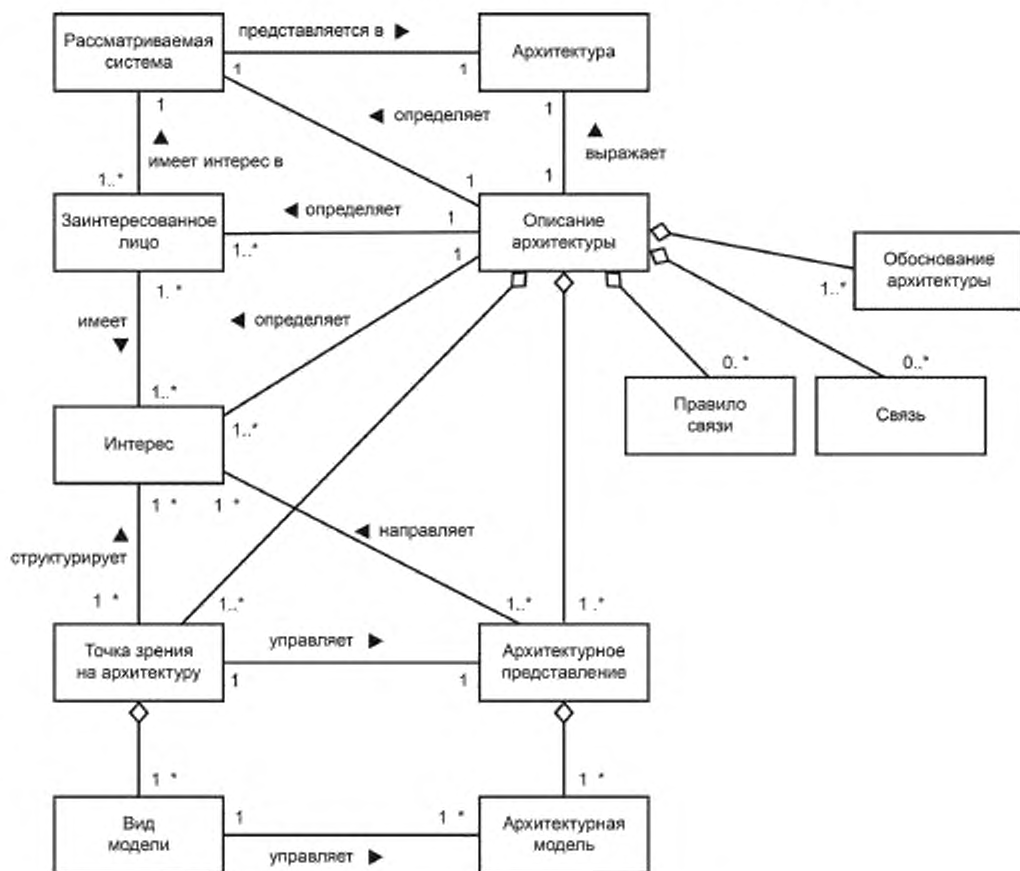 Рассматриваемая
система
представляется в ►
Архитектура
1
1
1
◄ определяет
1
▲
имеет интерес в
▲
выражает
1..*
1
1
Заинтересованное
лицо
◄ определяет
1
1..*
1
Описание
архитектуры
Обоснование
архитектуры
1..*
1. *
имеет
▼
◄ определяет
1..*
1..*
0. *
0..*
Правило
связи
Связь
Интерес
1 *
1 *
▲
структурирует
◄ направляет
1 *
1..*
1..*
1 .*
Точка зрения
на архитектуру
управляет ►
1
1
Архитектурное
представление
1 *
1 *
Вид
модели
1
1 *
управляет ►
Архитектурная
модель